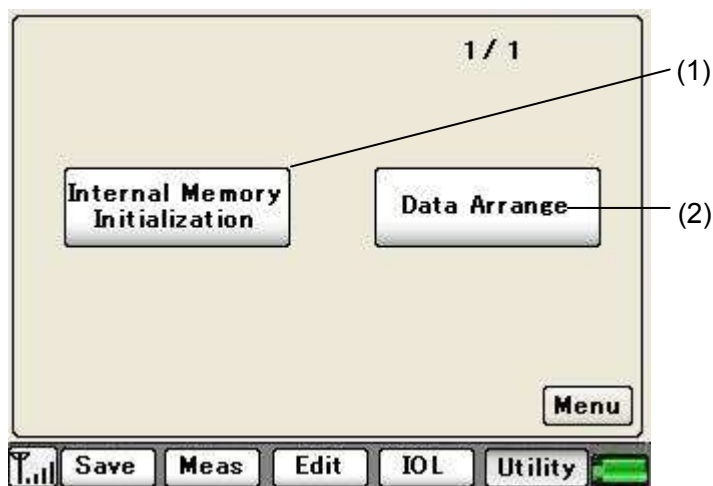 1/1
(1)
Internal Memory
Initialization
Data Arrange
(2)
Menu
Save Meas Edit IOL Utility